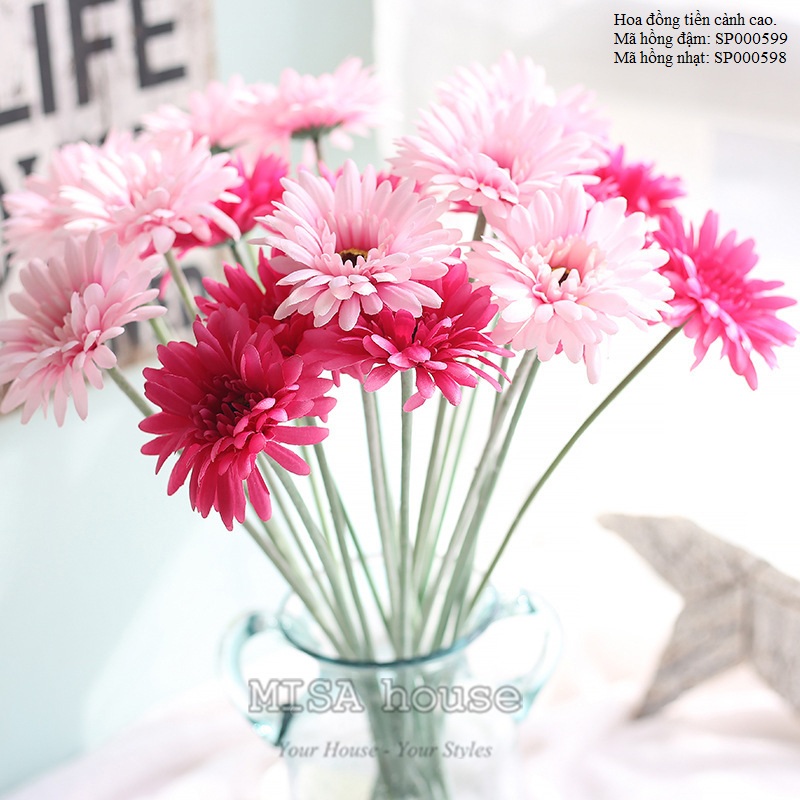 Hoa đồng tiền cành cao.
Mã hồng đậm: SP000599
Mã hồng nhạt: SP000598
LIFE
MISA house
Your House - Your Styles